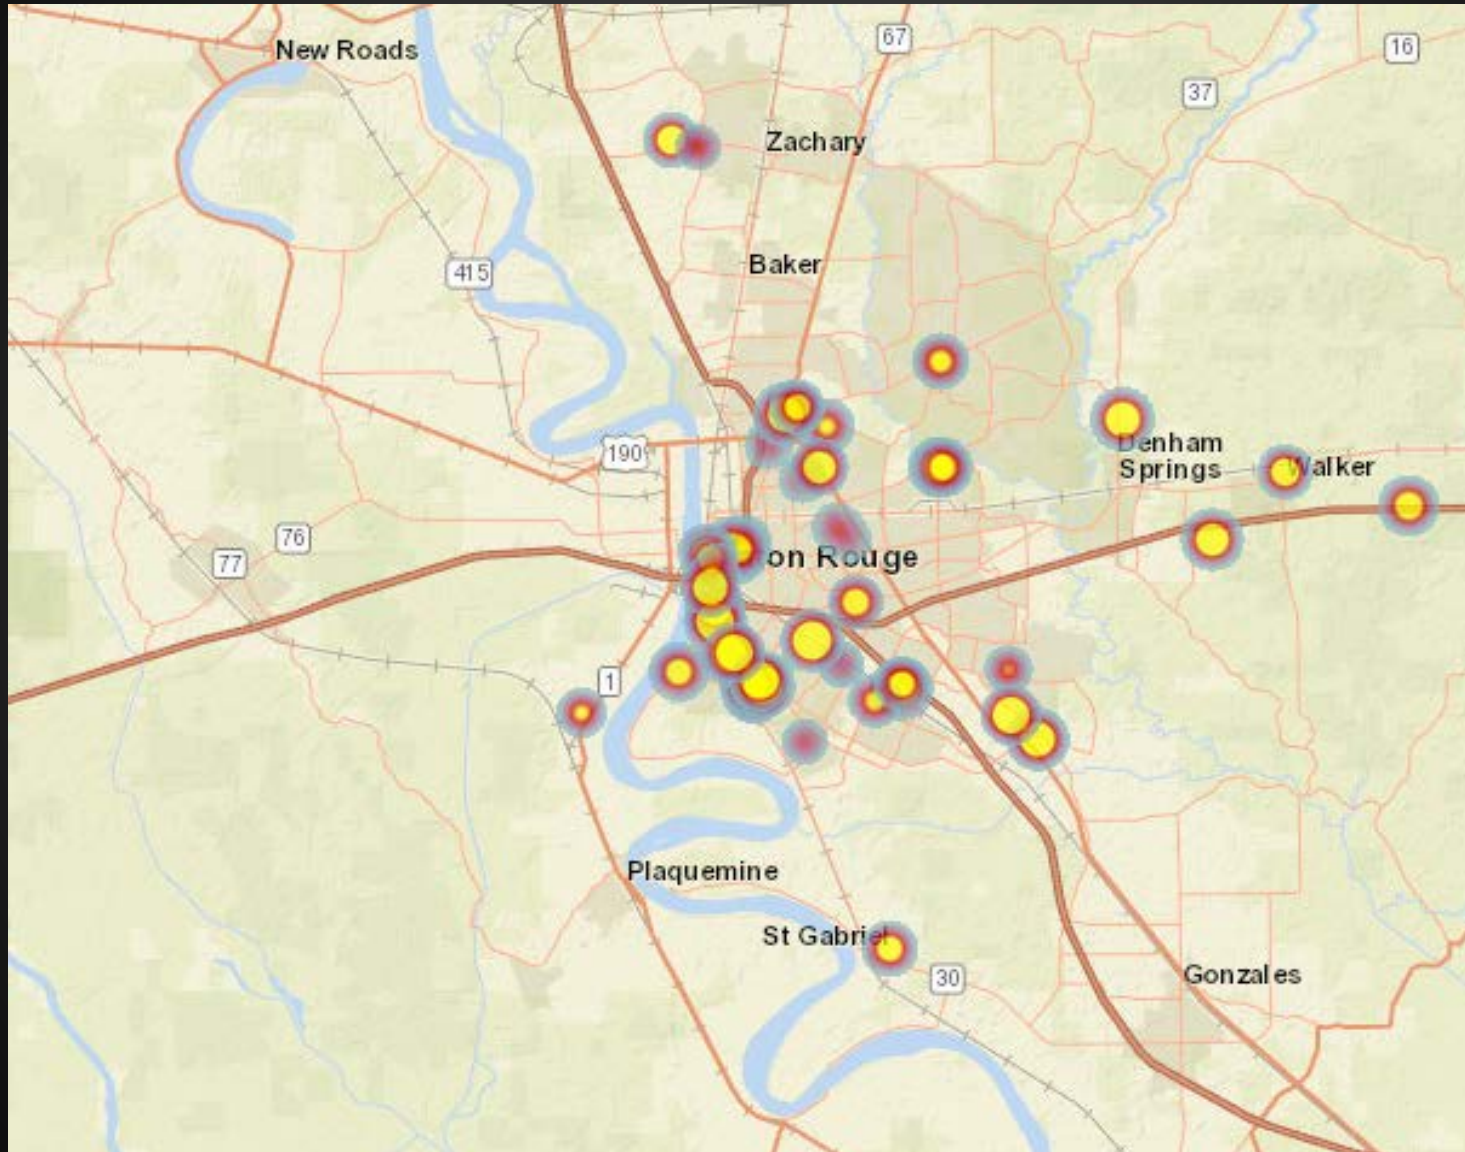 New Roads
67
16
37
Zachary
Baker
415
Denham
Springs
Walker
190
76
77
on Rouge
1
Plaquemine
St Gabriel
30
Gonzales